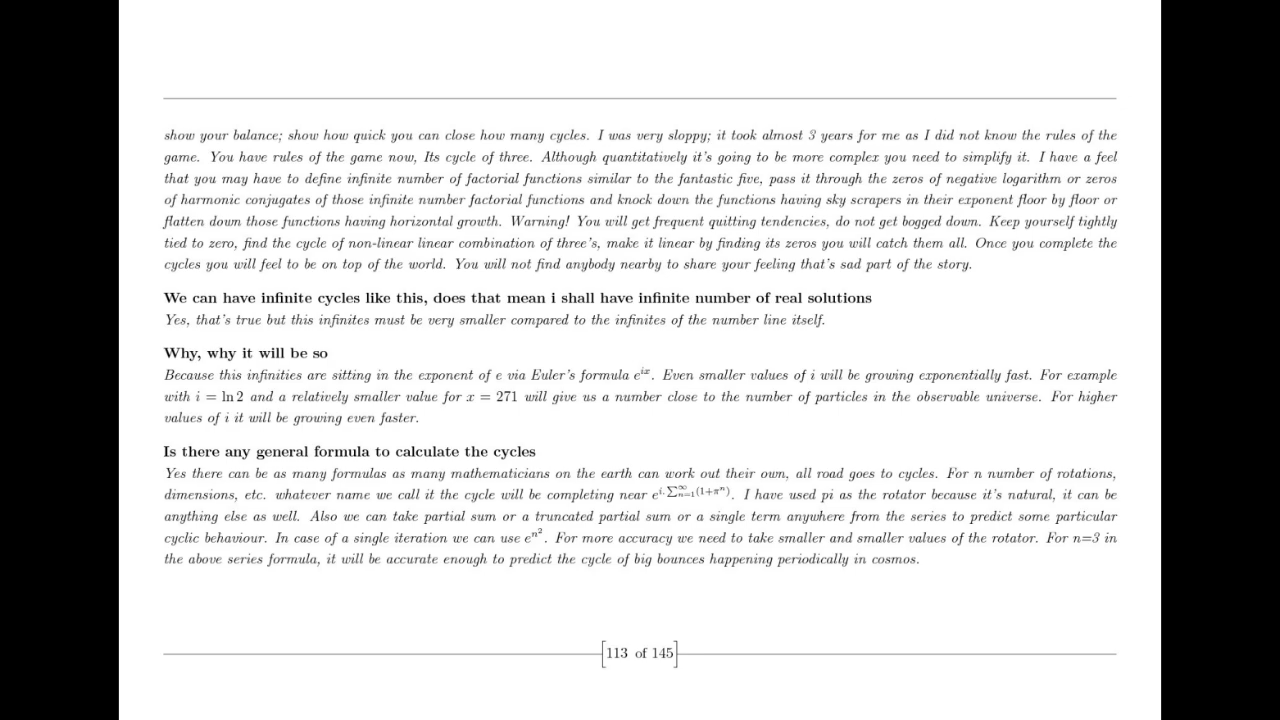 show your balance; show how quick you can close how many cycles. I was very sloppy; it took almost 3 years for me as I did not know the rules of the
game. You have rules of the game now, Its cycle of three. Although quantitatively it's going to be more complex you need to simplify it. I have a feel
that you may have to define infinite number of factorial functions similar to the fantastic five, pass it through the zeros of negative logarithm or zeros
of harmonic conjugates of those infinite number factorial functions and knock down the functions having sky scrapers in their exponent floor by floor or
flatten down those functions having horizontal growth. Warning! You will get frequent quitting tendencies, do not get bogged down. Keep yourself tightly
tied to zero, find the cycle of non-linear linear combination of three's, make it linear by finding its zeros you will catch them all. Once you complete the
cycles you will feel to be on top of the world. You will not find anybody nearby to share your feeling that's sad part of the story.
We can have infinite cycles like this, does that mean i shall have infinite number of real solutions
Yes, that's true but this infinites must be very smaller compared to the infinites of the number line itself.
Why, why it will be so
Because this infinities are sitting in the exponent of e via Euler's formula e^{ix}. Even smaller values of i will be growing exponentially fast. For example
with i = ln 2 and a relatively smaller value for x = 271 will give us a number close to the number of particles in the observable universe. For higher
values of i it will be growing even faster.
Is there any general formula to calculate the cycles
Yes there can be as many formulas as many mathematicians on the earth can work out their own, all road goes to cycles. For n number of rotations,
dimensions, etc. whatever name we call it the cycle will be completing near e^{i.∑_{n=1}^{∞}(1+π^n)}. I have used pi as the rotator because it's natural, it can be
anything else as well. Also we can take partial sum or a truncated partial sum or a single term anywhere from the series to predict some particular
cyclic behaviour. In case of a single iteration we can use e^{n^2}. For more accuracy we need to take smaller and smaller values of the rotator. For n=3 in
the above series formula, it will be accurate enough to predict the cycle of big bounces happening periodically in cosmos.
[113 of 145]